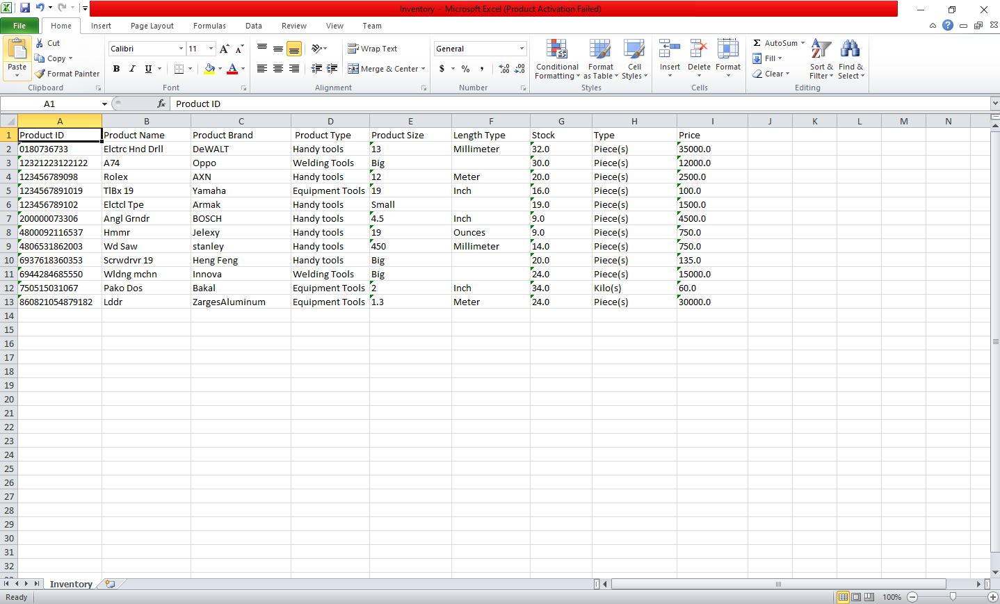 Inventory - Microsoft Excel (Product Activation Failed)
File Home Insert Page Layout Formulas Data Review View Team
Paste
Cut
Copy
Format Painter
Clipboard
Calibri 11
B I U
Font
Wrap Text
Merge & Center
Alignment
General
$ % ,
Number
Conditional Formatting
Format as Table
Cell Styles
Styles
Insert Delete Format
Cells
Σ AutoSum
Fill
Clear
Sort & Filter
Find & Select
Editing
A1 fx Product ID
A B C D E F G H I J K L M N
1 Product ID Product Name Product Brand Product Type Product Size Length Type Stock Type Price
2 0180736733 Elctrc Hnd Drll DeWALT Handy tools 13 Millimeter 32.0 Piece(s) 35000.0
3 12321223122122 A74 Oppo Welding Tools Big 30.0 Piece(s) 12000.0
4 123456789098 Rolex AXN Handy tools 12 Meter 20.0 Piece(s) 2500.0
5 1234567891019 TlBx 19 Yamaha Equipment Tools 19 Inch 16.0 Piece(s) 100.0
6 123456789102 Elctcl Tpe Armak Handy tools Small 19.0 Piece(s) 1500.0
7 200000073306 Angl Grndr BOSCH Handy tools 4.5 Inch 9.0 Piece(s) 4500.0
8 4800092116537 Hmmr Jelexy Handy tools 19 Ounces 9.0 Piece(s) 750.0
9 4806531862003 Wd Saw stanley Handy tools 450 Millimeter 14.0 Piece(s) 750.0
10 6937618360353 Scrwdrvr 19 Heng Feng Handy tools Big 20.0 Piece(s) 135.0
11 6944284685550 Wldng mchn Innova Welding Tools Big 24.0 Piece(s) 15000.0
12 750515031067 Pako Dos Bakal Equipment Tools 2 Inch 34.0 Kilo(s) 60.0
13 860821054879182 Lddr ZargesAluminum Equipment Tools 1.3 Meter 24.0 Piece(s) 30000.0
14
15
16
17
18
19
20
21
22
23
24
25
26
27
28
29
30
31
32
Inventory
Ready 100%